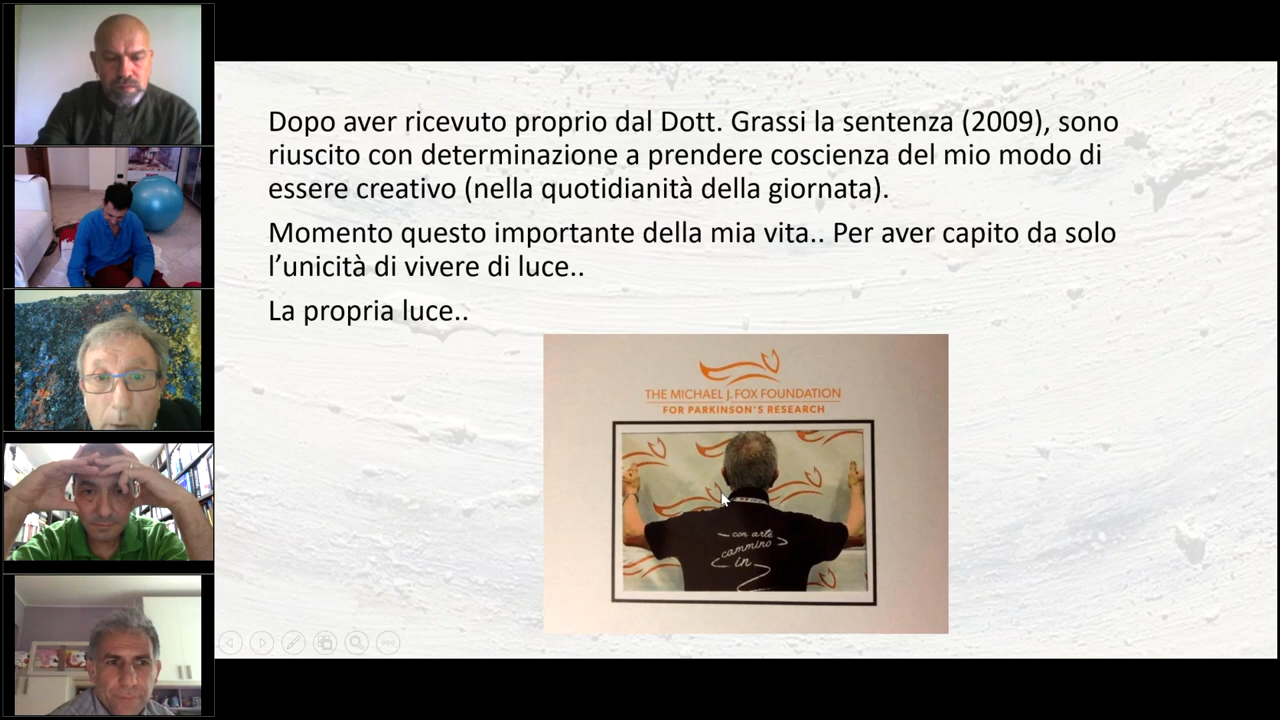 Dopo aver ricevuto proprio dal Dott. Grassi la sentenza (2009), sono
riuscito con determinazione a prendere coscienza del mio modo di
essere creativo (nella quotidianità della giornata).
Momento questo importante della mia vita.. Per aver capito da solo
l’unicità di vivere di luce..
La propria luce..
THE MICHAEL J. FOX FOUNDATION
FOR PARKINSON'S RESEARCH
con arte
cammino
in